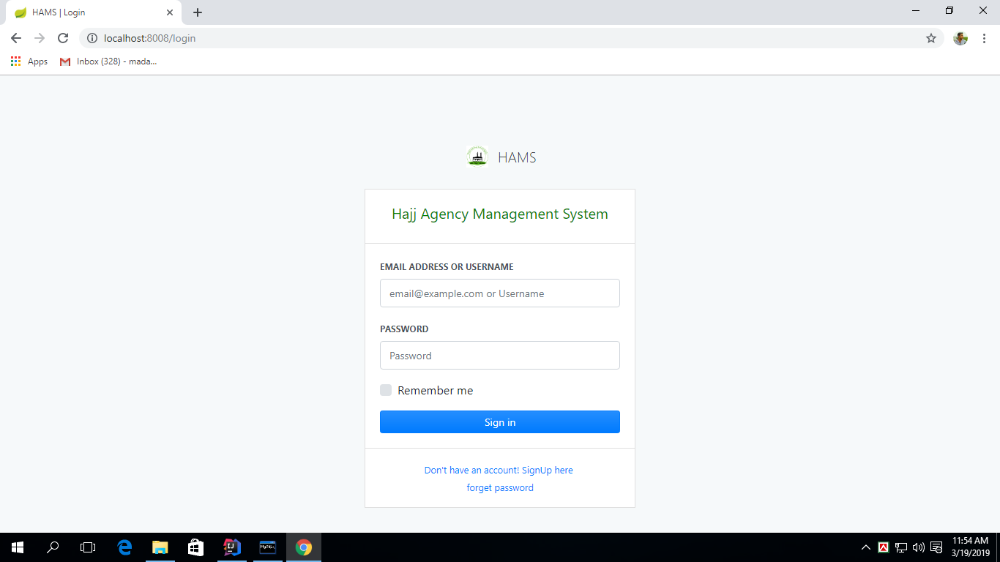 HAMS | Login
localhost:8008/login
Apps
Inbox (328) - mada...
HAMS
Hajj Agency Management System
EMAIL ADDRESS OR USERNAME
email@example.com or Username
PASSWORD
Password
Remember me
Sign in
Don't have an account! SignUp here
forget password
11:54 AM
3/19/2019